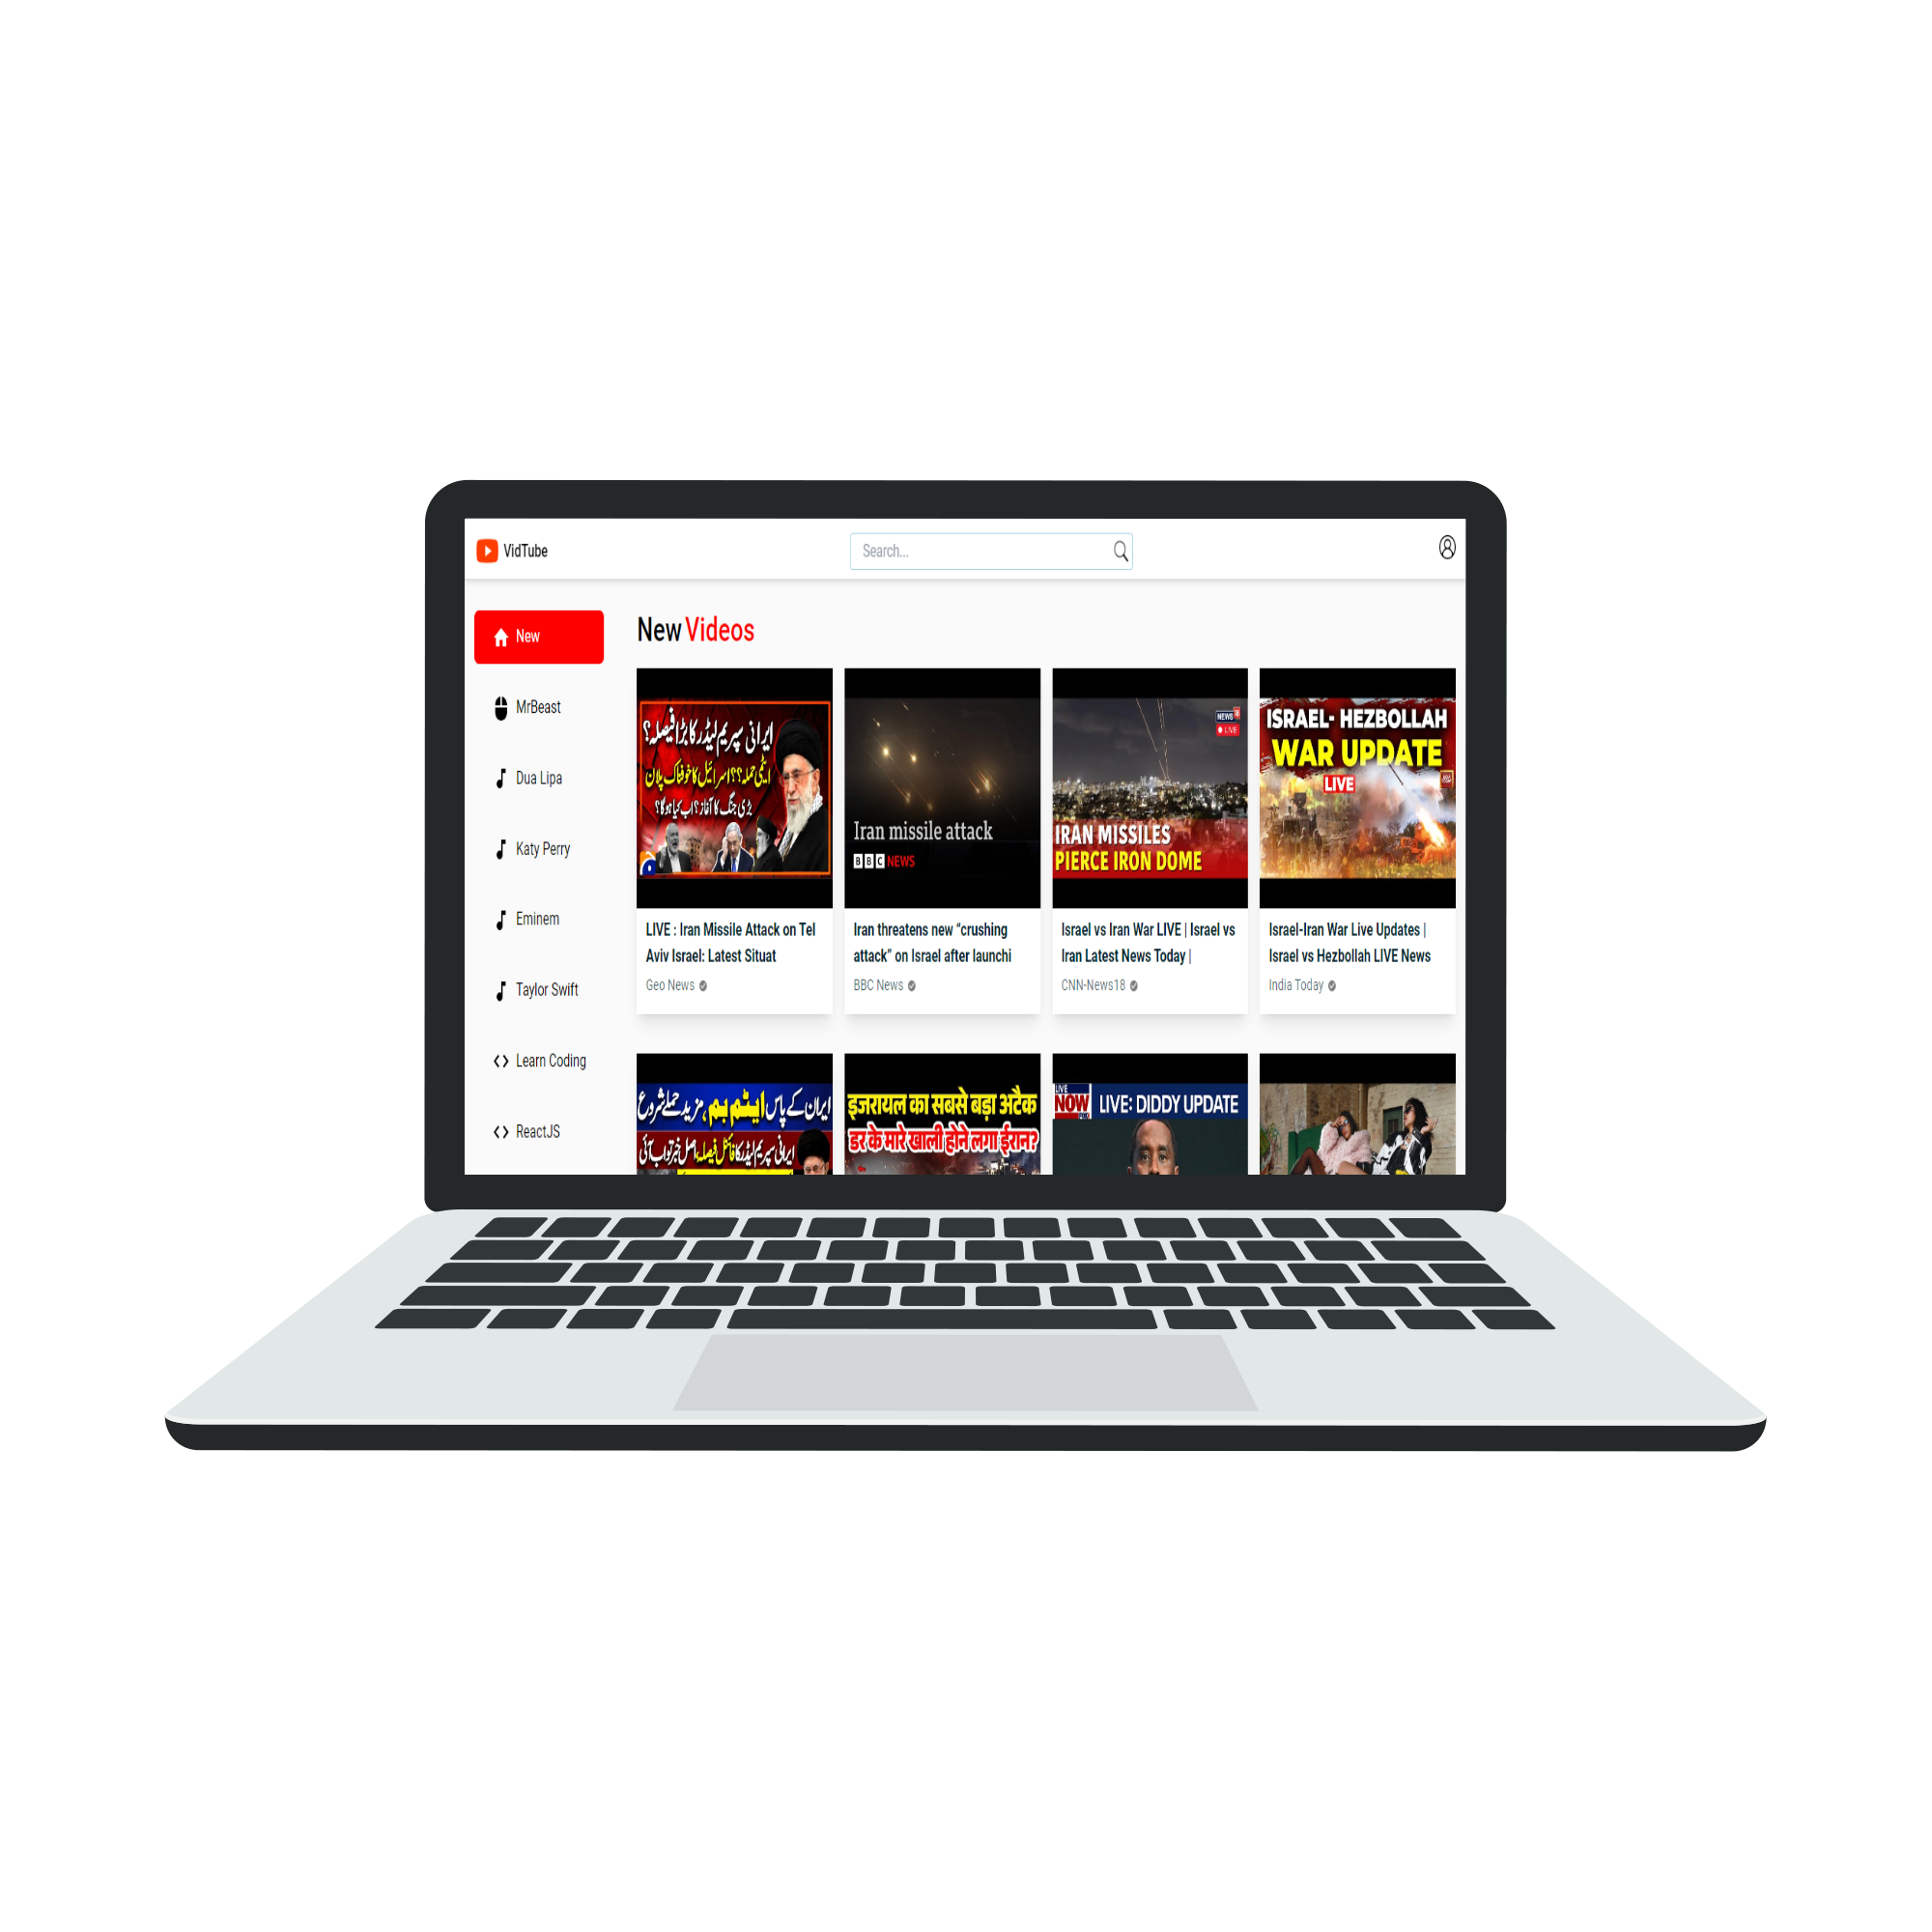 VidTube
Search...
New
MrBeast
Dua Lipa
Katy Perry
Eminem
Taylor Swift
Learn Coding
ReactJS
New Videos
ایرانی سپریم لیڈر کا بڑا فیصلہ؟
ایٹمی حملہ؟؟ اسرائیل کا خوفناک پلان
بڑی جنگ کا آغاز؟ اب کیا ہوگا؟
LIVE : Iran Missile Attack on Tel
Aviv Israel: Latest Situat
Geo News
Iran missile attack
BBC NEWS
Iran threatens new “crushing
attack” on Israel after launchi
BBC News
NEWS
LIVE
IRAN MISSILES
PIERCE IRON DOME
Israel vs Iran War LIVE | Israel vs
Iran Latest News Today |
CNN-News18
ISRAEL- HEZBOLLAH
WAR UPDATE
LIVE
Israel-Iran War Live Updates |
Israel vs Hezbollah LIVE News
India Today
ایران کے پاس ایٹم بم، مزید حملے شروع
ایرانی سپریم لیڈر کا فائنل فیصلہ، اصل خبر تو اب آئی
इजरायल का सबसे बड़ा अटैक
डर के मारे खाली होने लगा ईरान?
LIVE
NOW
LIVE: DIDDY UPDATE